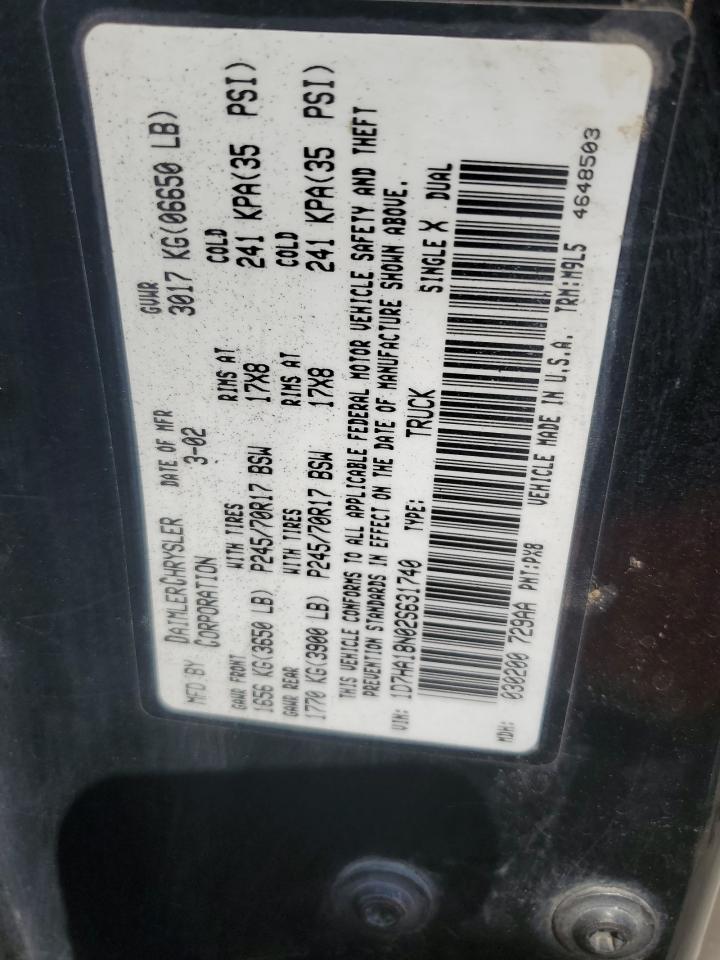 MFD BY DAIMLERCHRYSLER CORPORATION DATE OF MFR 3-02 GVWR 3017 KG(06650 LB)
GAWR FRONT WITH TIRES RIMS AT COLD
1656 KG(3650 LB) P245/70R17 BSW 17X8 241 KPA(35 PSI)
GAWR REAR WITH TIRES RIMS AT COLD
1770 KG(3900 LB) P245/70R17 BSW 17X8 241 KPA(35 PSI)
THIS VEHICLE CONFORMS TO ALL APPLICABLE FEDERAL MOTOR VEHICLE SAFETY AND THEFT
PREVENTION STANDARDS IN EFFECT ON THE DATE OF MANUFACTURE SHOWN ABOVE.
VIN: 1D7HA18N02S631740 TYPE: TRUCK SINGLE X DUAL
MDH: 030200 729AA PNT:PX8 VEHICLE MADE IN U.S.A. TRM:M9L5 4648503